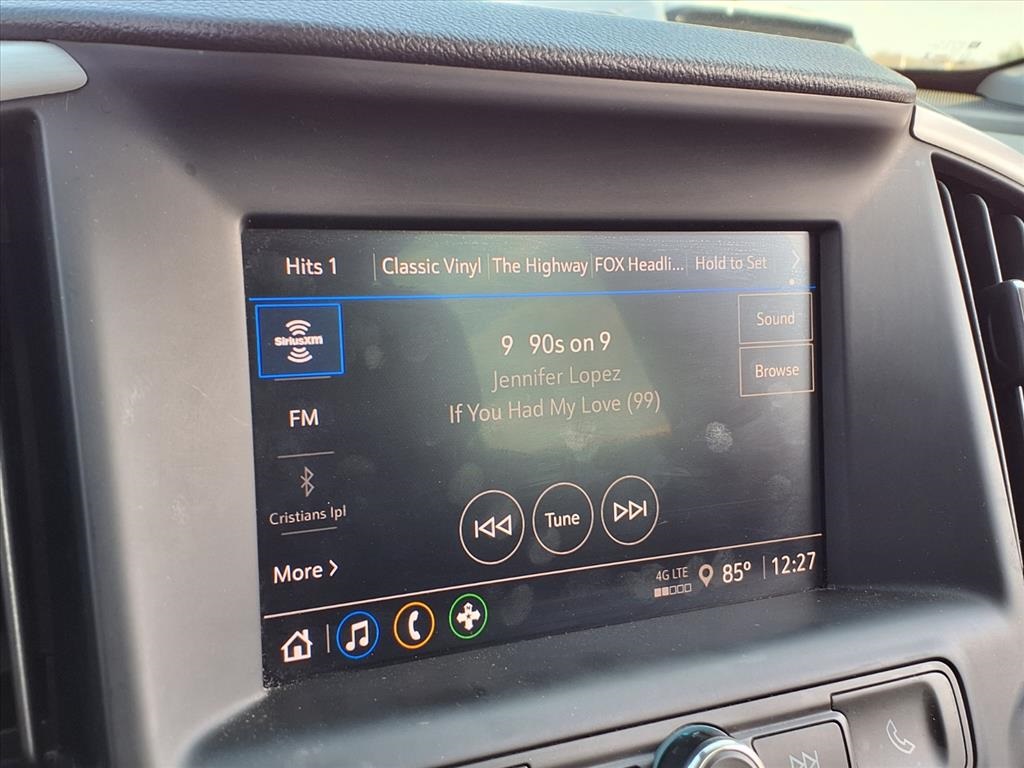 Hits 1 Classic Vinyl The Highway FOX Headli... Hold to Set
SiriusXM
Sound
9 90s on 9
Browse
Jennifer Lopez
If You Had My Love (99)
FM
Cristians Ipl
Tune
More
4G LTE 85° 12:27